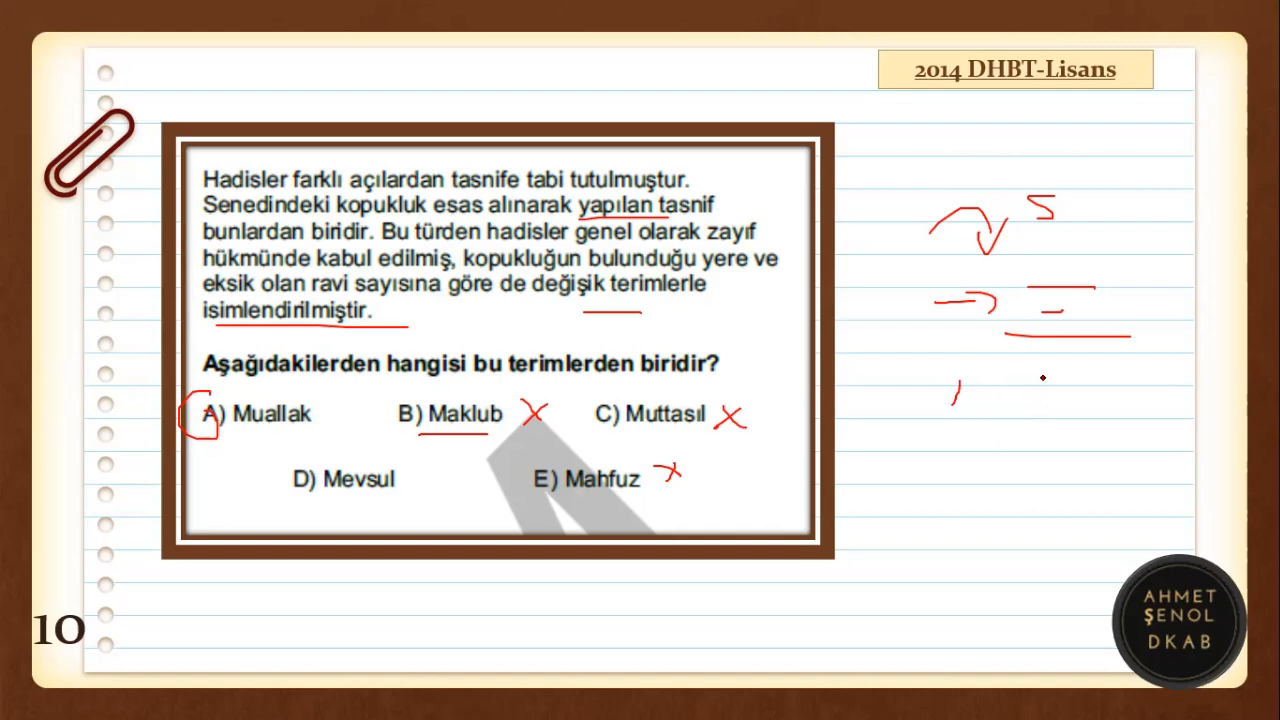 2014 DHBT-Lisans
Hadisler farklı açılardan tasnife tabi tutulmuştur.
Senedindeki kopukluk esas alınarak yapılan tasnif
bunlardan biridir. Bu türden hadisler genel olarak zayıf
hükmünde kabul edilmiş, kopukluğun bulunduğu yere ve
eksik olan ravi sayısına göre de değişik terimlerle
isimlendirilmiştir.
Aşağıdakilerden hangisi bu terimlerden biridir?
A) Muallak B) Maklub C) Muttasıl
D) Mevsul E) Mahfuz
10
AHMET
ŞENOL
DKAB